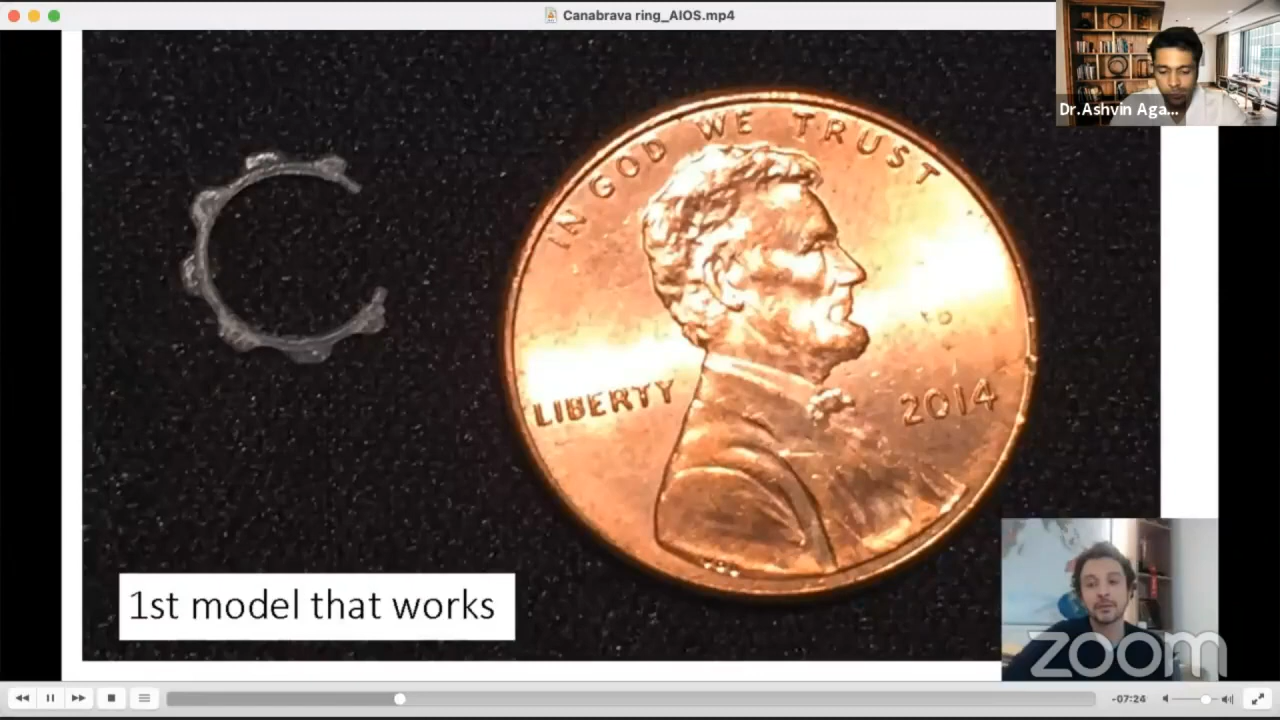 Canabrava ring_AIOS.mp4
Dr.Ashvin Aga...
IN GOD WE TRUST
LIBERTY
2014
1st model that works
zoom
-07:24